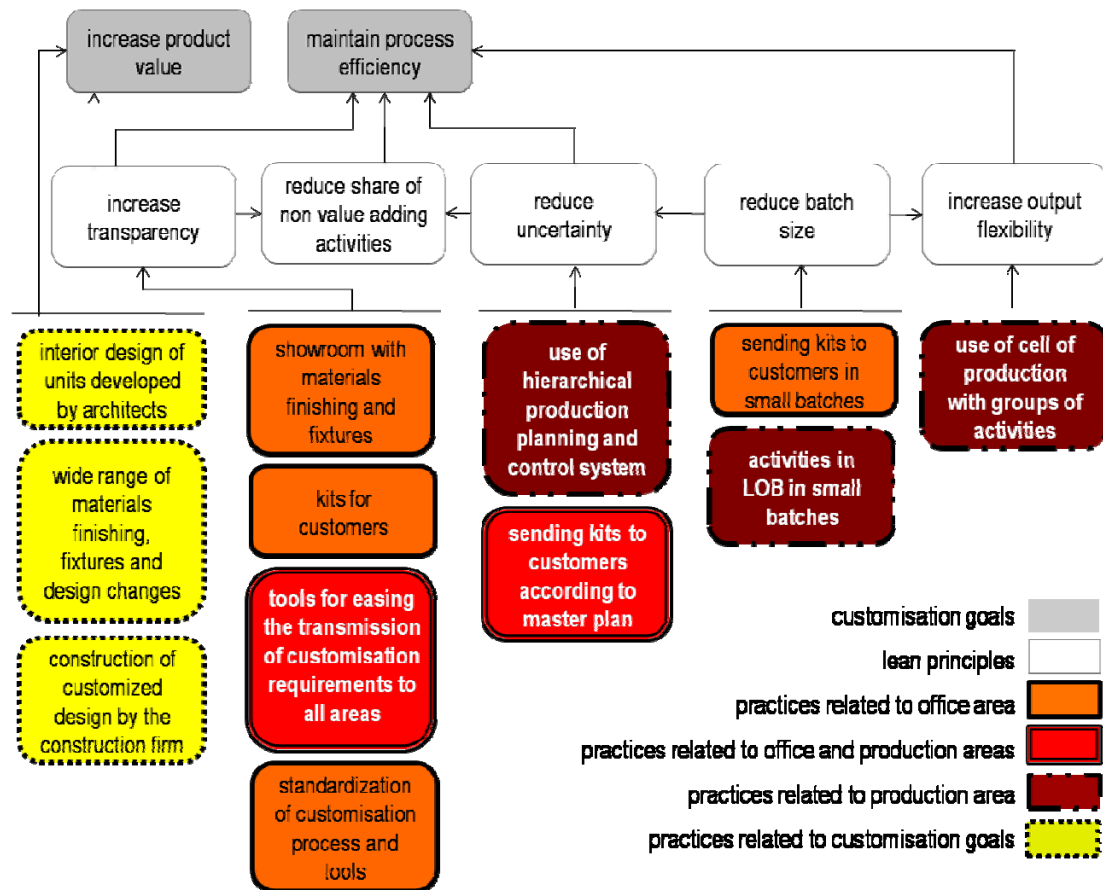 increase product
value
maintain process
efficiency
increase
transparency
reduce share of
non value adding
activities
reduce
uncertainty
reduce batch
size
increase output
flexibility
interior design of
units developed
by architects
wide range of
materials
finishing,
fixtures and
design changes
construction of
customized
design by the
construction firm
showroom with
materials
finishing and
fixtures
kits for
customers
tools for easing
the transmission
of customisation
requirements to
all areas
standardization
of customisation
process and
tools
use of
hierarchical
production
planning and
control system
sending kits to
customers
according to
master plan
sending kits to
customers in
small batches
activities in
LOB in small
batches
use of cell of
production
with groups of
activities
customisation goals
lean principles
practices related to office area
practices related to office and production areas
practices related to production area
practices related to customisation goals